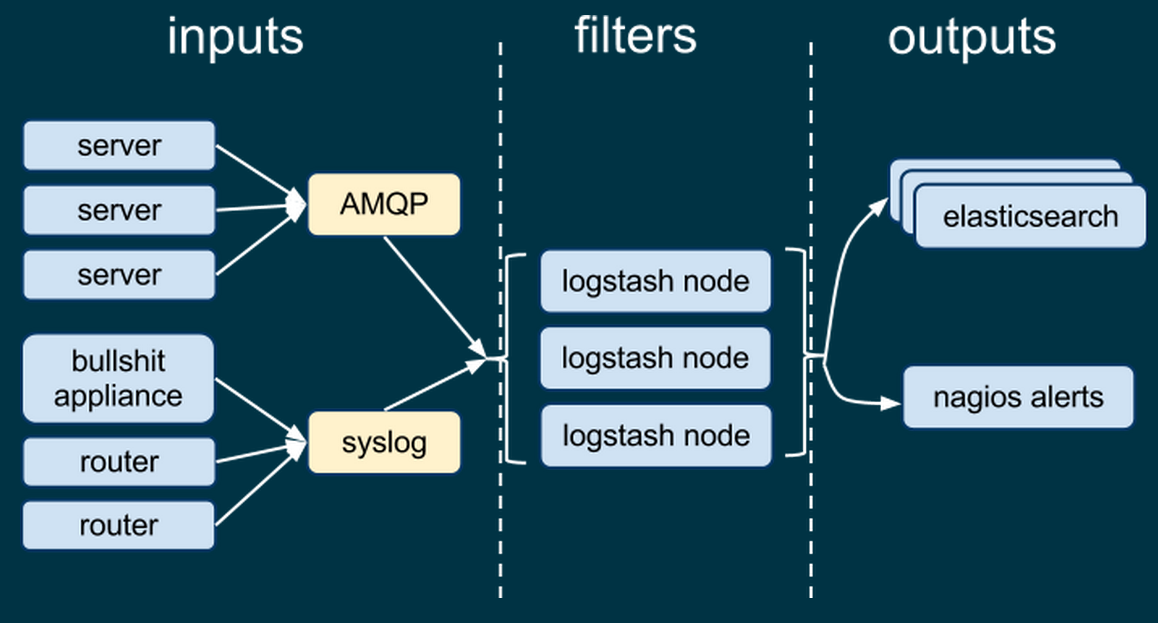 inputs
filters
outputs
server
server
server
AMQP
bullshit
appliance
router
router
syslog
logstash node
logstash node
logstash node
elasticsearch
nagios alerts